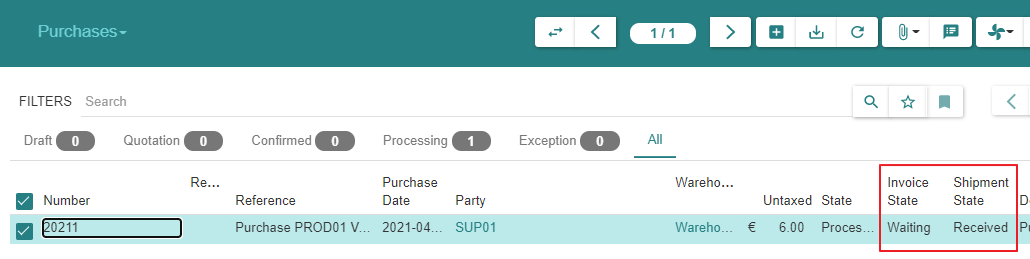 Purchases
1 / 1
FILTERS Search
Draft 0 Quotation 0 Confirmed 0 Processing 1 Exception 0 All
Number Re... Reference Purchase Date Party Wareho... Untaxed State Invoice State Shipment State
20211 Purchase PROD01 V... 2021-04... SUP01 Wareho... € 6.00 Proces... Waiting Received